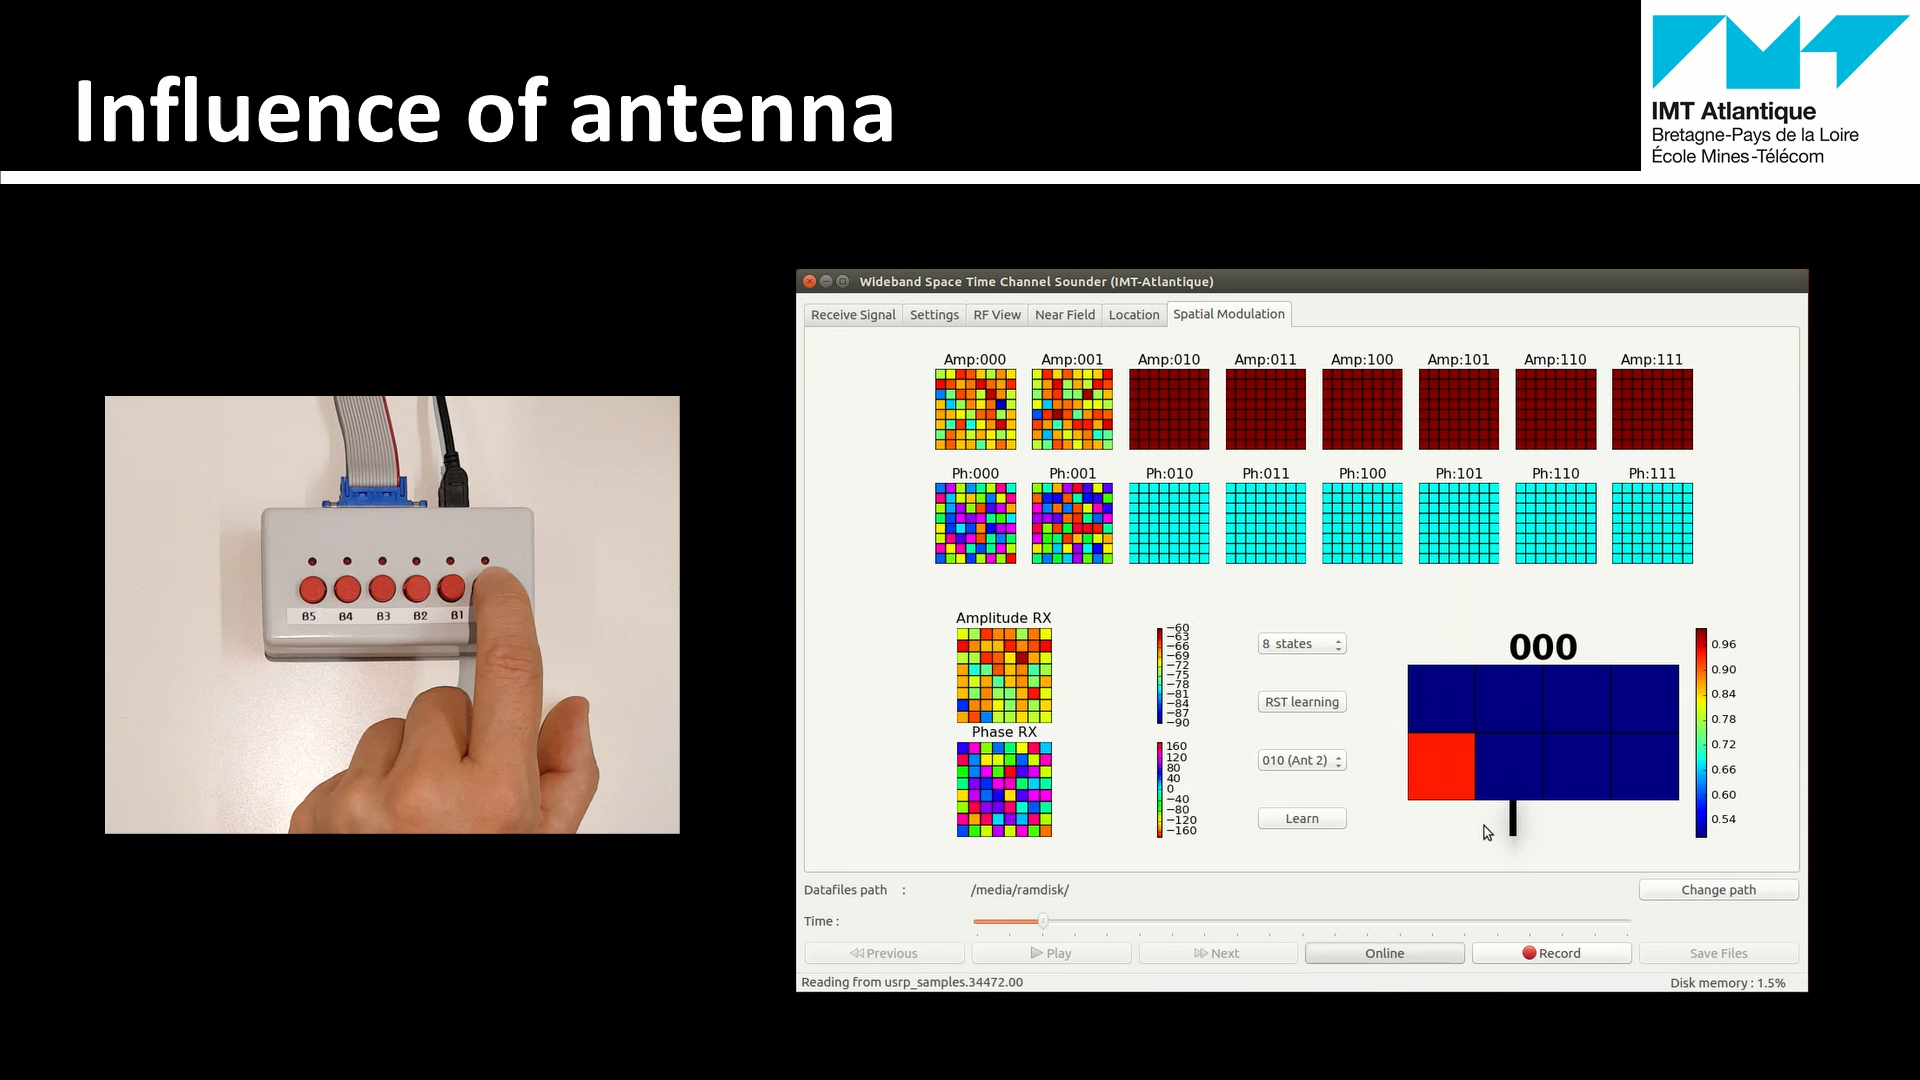 Influence of antenna
IMT Atlantique
Bretagne-Pays de la Loire
École Mines-Télécom
B5 B4 B3 B2 B1
Wideband Space Time Channel Sounder (IMT-Atlantique)
Receive Signal Settings RF View Near Field Location Spatial Modulation
Amp:000 Amp:001 Amp:010 Amp:011 Amp:100 Amp:101 Amp:110 Amp:111
Ph:000 Ph:001 Ph:010 Ph:011 Ph:100 Ph:101 Ph:110 Ph:111
Amplitude RX
−60
−63
−66
−69
−72
−75
−78
−81
−84
−87
−90
Phase RX
160
120
80
40
0
−40
−80
−120
−160
8 states
RST learning
010 (Ant 2)
Learn
000
0.96
0.90
0.84
0.78
0.72
0.66
0.60
0.54
Datafiles path : /media/ramdisk/ Change path
Time :
Previous Play Next Online Record Save Files
Reading from usrp_samples.34472.00 Disk memory : 1.5%